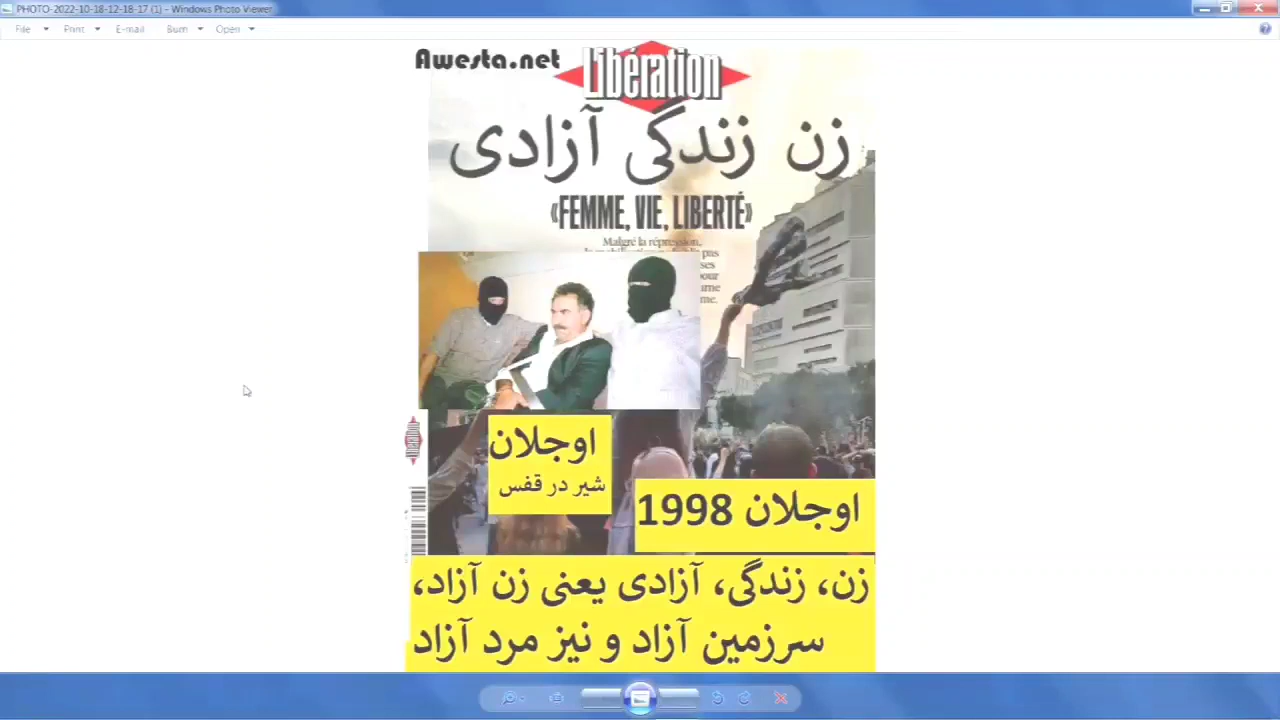 PHOTO-2022-10-18-12-18-17 (1) - Windows Photo Viewer
File Print E-mail Burn Open
Awesta.net
Libération
زن زندگی آزادی
«FEMME, VIE, LIBERTÉ»
Malgré la répression,
pas
ses
اوجلان
شیر در قفس
اوجلان 1998
زن، زندگی، آزادی یعنی زن آزاد،
سرزمین آزاد و نیز مرد آزاد